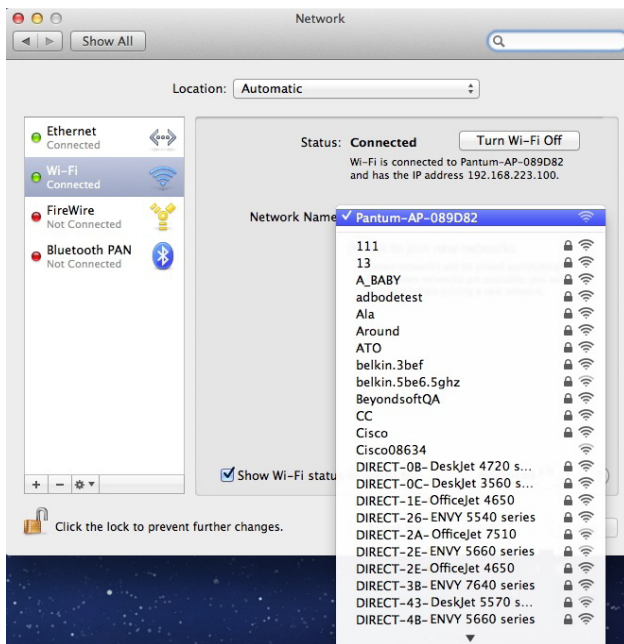 Network
Show All
Location: Automatic
Ethernet
Connected
Wi-Fi
Connected
FireWire
Not Connected
Bluetooth PAN
Not Connected
Status: Connected
Turn Wi-Fi Off
Wi-Fi is connected to Pantum-AP-089D82
and has the IP address 192.168.223.100.
Network Name
Pantum-AP-089D82
111
13
A_BABY
adbodetest
Ala
Around
ATO
belkin.3bef
belkin.5be6.5ghz
BeyondsoftQA
CC
Cisco
Cisco08634
DIRECT-0B-DeskJet 4720 s...
DIRECT-0C-DeskJet 3560 s...
DIRECT-1E-OfficeJet 4650
DIRECT-26-ENVY 5540 series
DIRECT-2A-OfficeJet 7510
DIRECT-2E-ENVY 5660 series
DIRECT-2E-OfficeJet 4650
DIRECT-3B-ENVY 7640 series
DIRECT-43-DeskJet 5570 s...
DIRECT-4B-ENVY 5660 series
Show Wi-Fi statu
Click the lock to prevent further changes.